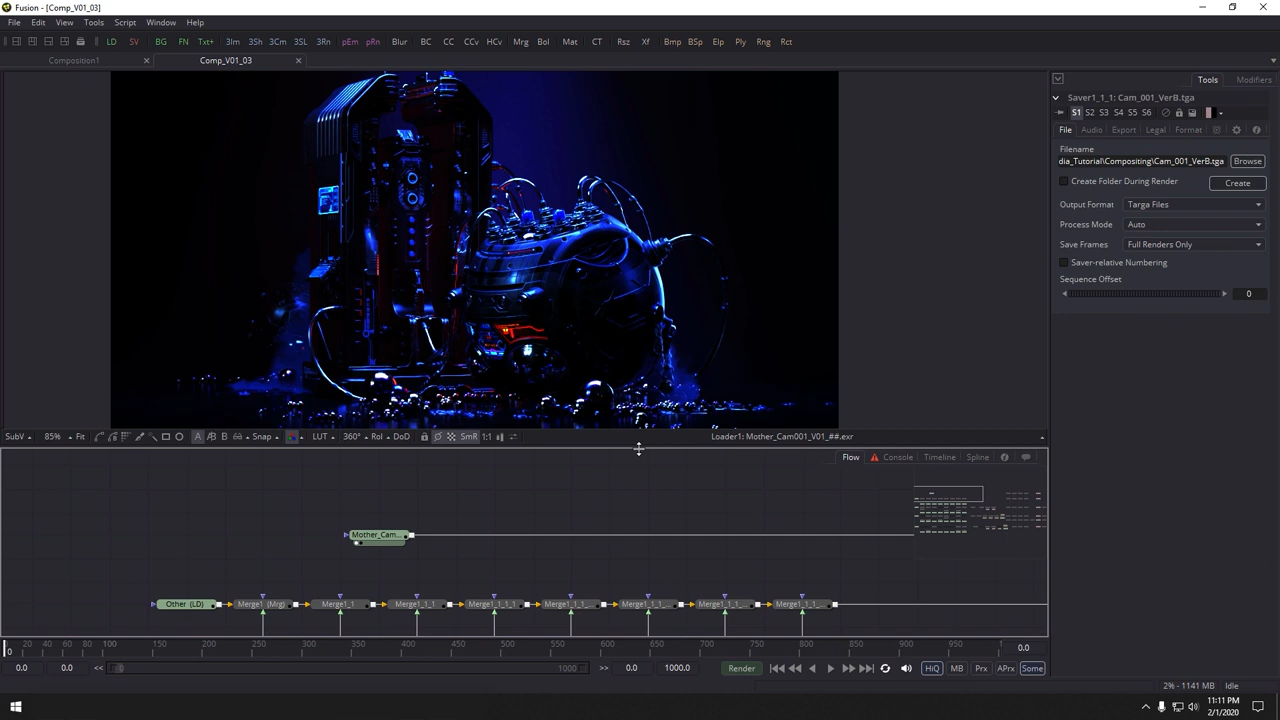 Fusion - [Comp_V01_03]
File Edit View Tools Script Window Help
LD SV BG FN Txt+ 3Im 3Sh 3Cm 3SL 3Rn pEm pRn Blur BC CC CCv HCv Mrg Bol Mat CT Rsz Xf Bmp BSp Elp Ply Rng Rct
Composition1 Comp_V01_03
Tools Modifiers
Saver1_1_1: Cam_001_VerB.tga
S1 S2 S3 S4 S5 S6
File Audio Export Legal Format
Filename
dia_Tutorial\Compositing\Cam_001_VerB.tga Browse
Create Folder During Render Create
Output Format Targa Files
Process Mode Auto
Save Frames Full Renders Only
Saver-relative Numbering
Sequence Offset
0
SubV 85% Fit A B Snap LUT 360° RoI DoD SmR 1:1 Loader1: Mother_Cam001_V01_##.exr
Flow Console Timeline Spline
Mother_Cam...
Other (LD) Merge1 (Mrg) Merge1_1 Merge1_1_1 Merge1_1_1_1 Merge1_1_1_... Merge1_1_1_... Merge1_1_1_... Merge1_1_1_...
0 20 40 60 80 100 150 200 250 300 350 400 450 500 550 600 650 700 750 800 850 900 950 0.0
0.0 0.0 << 0 1000 >> 0.0 1000.0 Render HiQ MB Prx APrx Some
2% - 1141 MB Idle
11:11 PM
2/1/2020